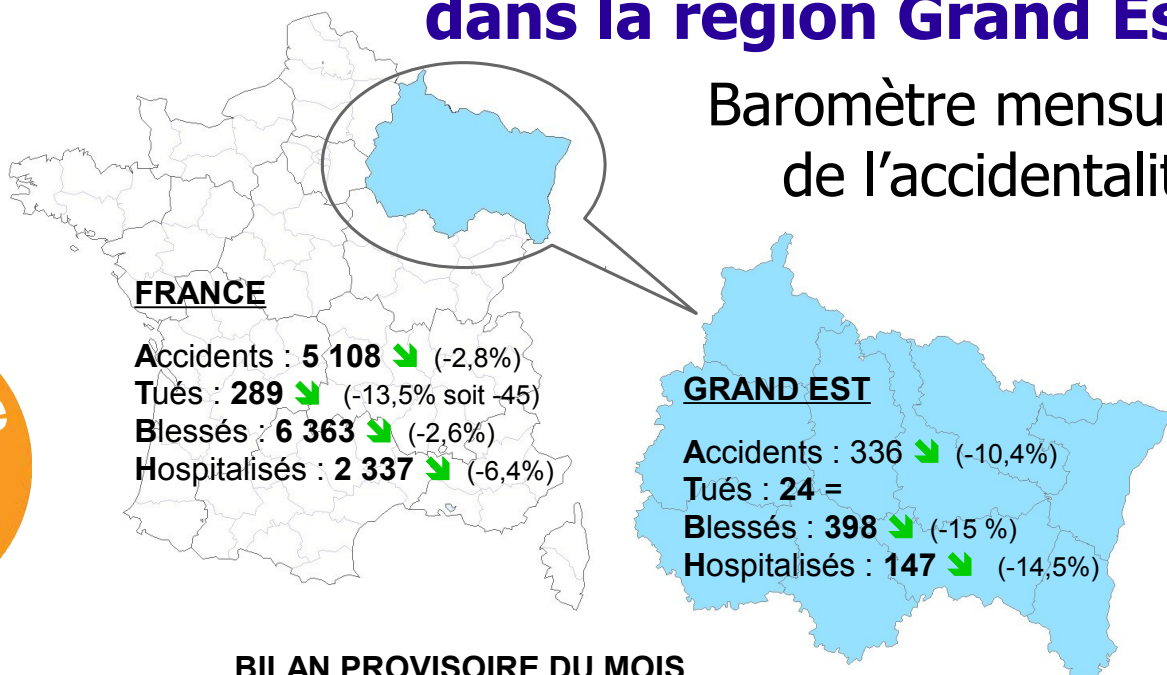 dans la région Grand Es
Baromètre mensu
de l’accidentalit
FRANCE
Accidents : 5 108 (-2,8%)
Tués : 289 (-13,5% soit -45)
Blessés : 6 363 (-2,6%)
Hospitalisés : 2 337 (-6,4%)
GRAND EST
Accidents : 336 (-10,4%)
Tués : 24 =
Blessés : 398 (-15 %)
Hospitalisés : 147 (-14,5%)
BILAN PROVISOIRE DU MOIS